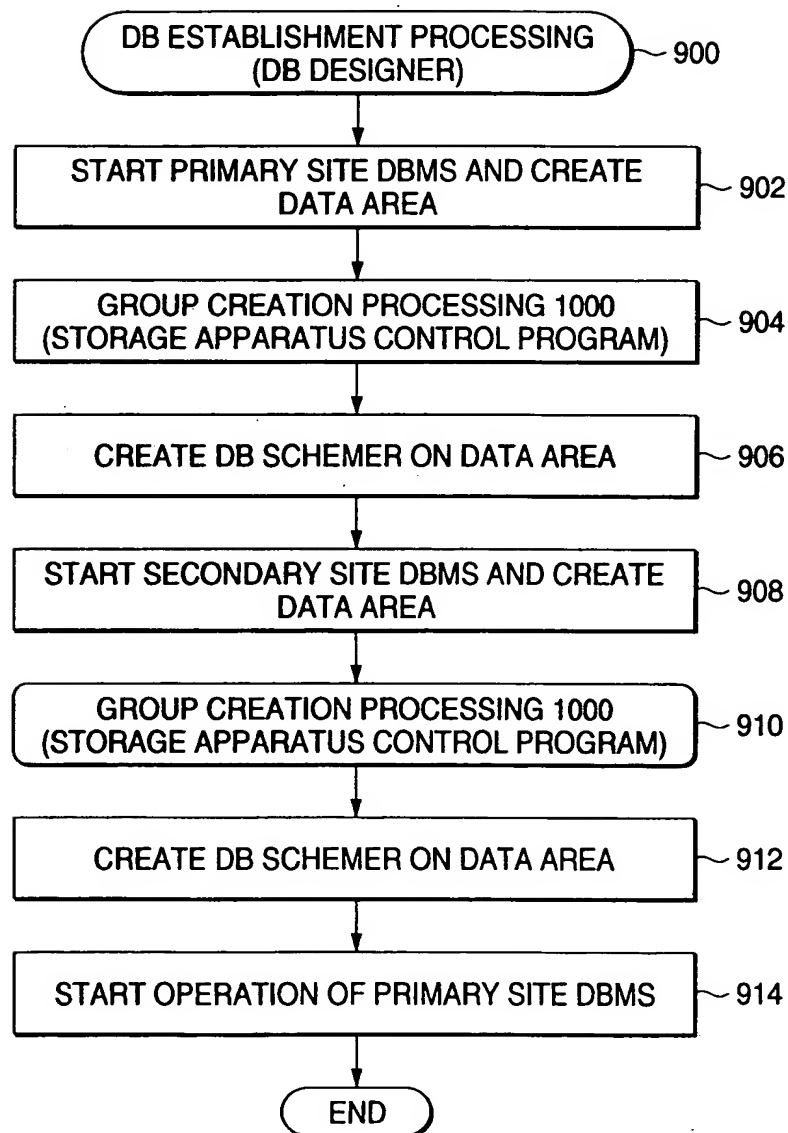 DB ESTABLISHMENT PROCESSING
(DB DESIGNER)
900
START PRIMARY SITE DBMS AND CREATE
DATA AREA
902
GROUP CREATION PROCESSING 1000
(STORAGE APPARATUS CONTROL PROGRAM)
904
CREATE DB SCHEMER ON DATA AREA
906
START SECONDARY SITE DBMS AND CREATE
DATA AREA
908
GROUP CREATION PROCESSING 1000
(STORAGE APPARATUS CONTROL PROGRAM)
910
CREATE DB SCHEMER ON DATA AREA
912
START OPERATION OF PRIMARY SITE DBMS
914
END